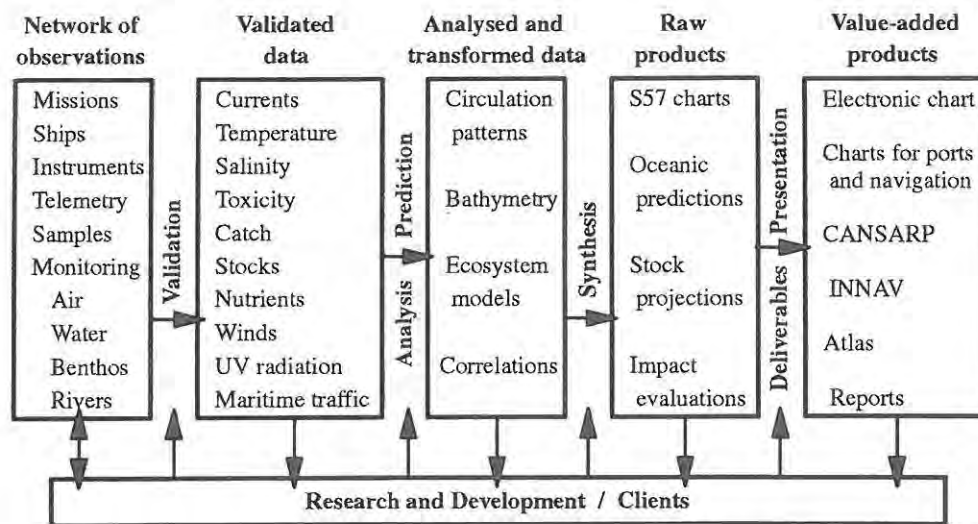 Network of
observations
Missions
Ships
Instruments
Telemetry
Samples
Monitoring
Air
Water
Benthos
Rivers
Validation
Validated
data
Currents
Temperature
Salinity
Toxicity
Catch
Stocks
Nutrients
Winds
UV radiation
Maritime traffic
Analysis
Prediction
Analysed and
transformed data
Circulation
patterns
Bathymetry
Ecosystem
models
Correlations
Synthesis
Raw
products
S57 charts
Oceanic
predictions
Stock
projections
Impact
evaluations
Deliverables
Presentation
Value-added
products
Electronic chart
Charts for ports
and navigation
CANSARP
INNAV
Atlas
Reports
Research and Development / Clients